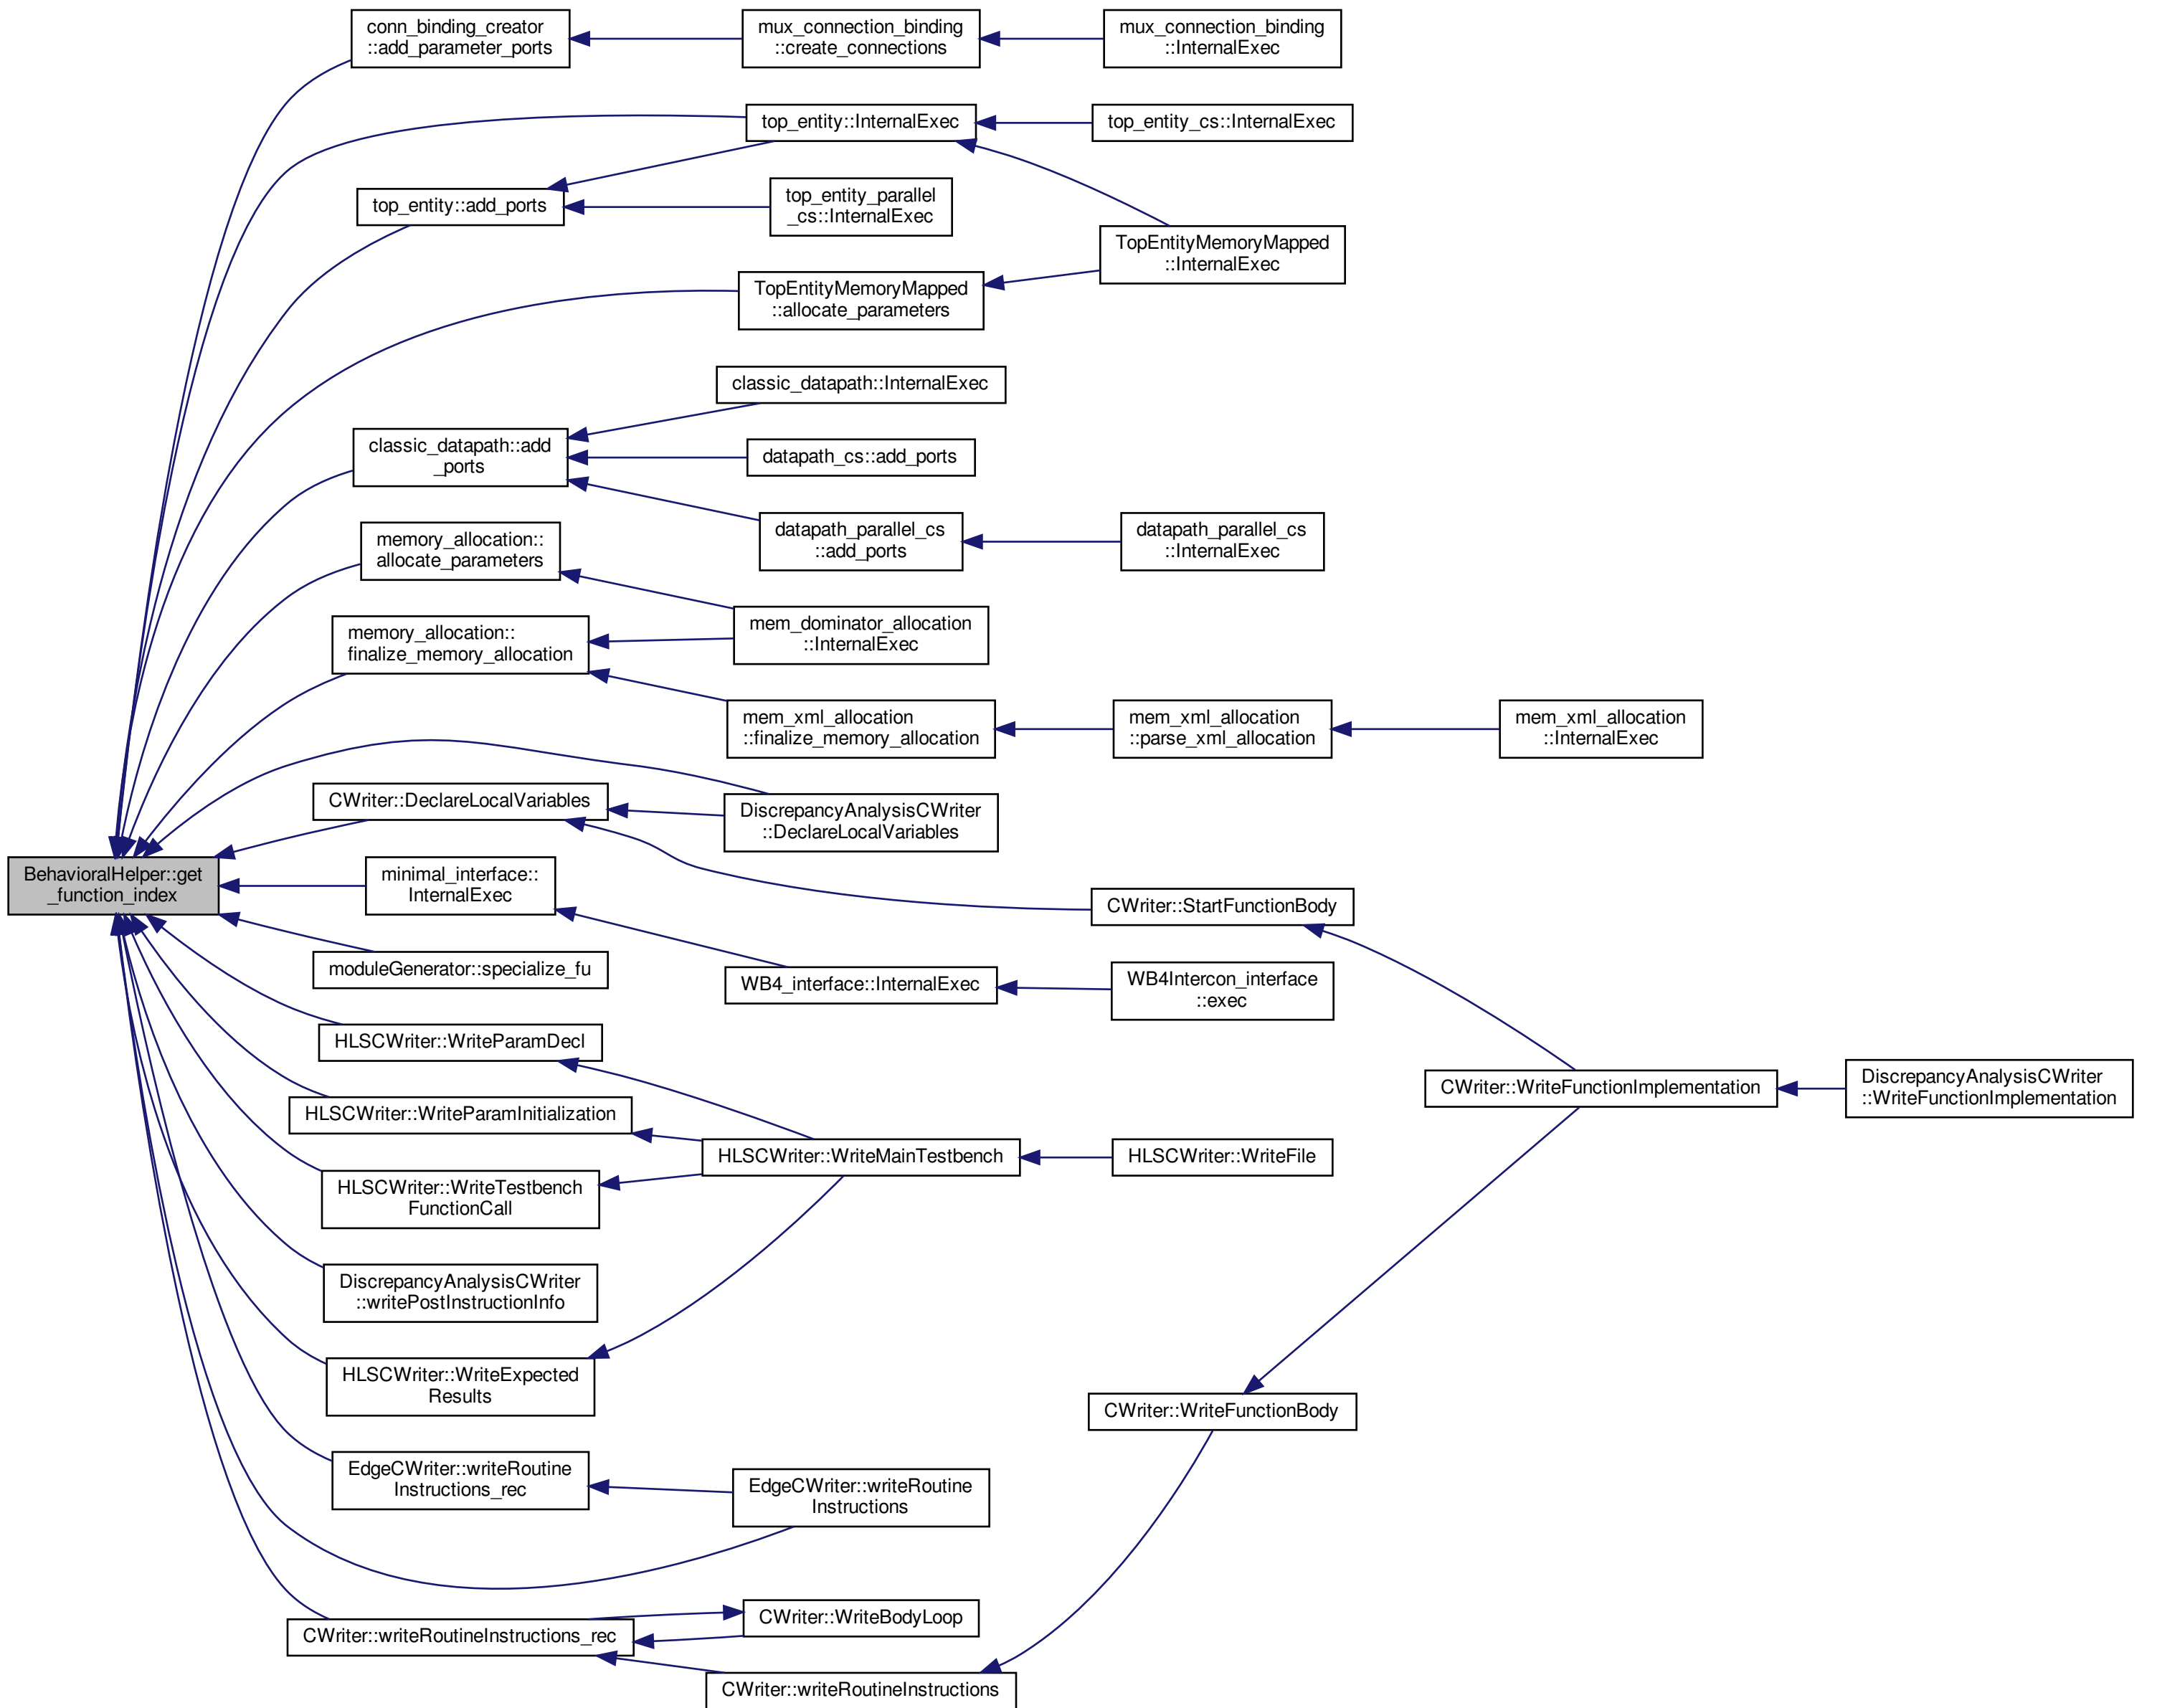 conn_binding_creator
::add_parameter_ports
mux_connection_binding
::create_connections
mux_connection_binding
::InternalExec
top_entity::InternalExec
top_entity_cs::InternalExec
top_entity::add_ports
top_entity_parallel
_cs::InternalExec
TopEntityMemoryMapped
::InternalExec
TopEntityMemoryMapped
::allocate_parameters
classic_datapath::InternalExec
classic_datapath::add
_ports
datapath_cs::add_ports
datapath_parallel_cs
::add_ports
datapath_parallel_cs
::InternalExec
memory_allocation::
allocate_parameters
memory_allocation::
finalize_memory_allocation
mem_dominator_allocation
::InternalExec
mem_xml_allocation
::finalize_memory_allocation
mem_xml_allocation
::parse_xml_allocation
mem_xml_allocation
::InternalExec
CWriter::DeclareLocalVariables
DiscrepancyAnalysisCWriter
::DeclareLocalVariables
BehavioralHelper::get
_function_index
minimal_interface::
InternalExec
CWriter::StartFunctionBody
moduleGenerator::specialize_fu
WB4_interface::InternalExec
WB4Intercon_interface
::exec
HLSCWriter::WriteParamDecl
CWriter::WriteFunctionImplementation
DiscrepancyAnalysisCWriter
::WriteFunctionImplementation
HLSCWriter::WriteParamInitialization
HLSCWriter::WriteMainTestbench
HLSCWriter::WriteFile
HLSCWriter::WriteTestbench
FunctionCall
DiscrepancyAnalysisCWriter
::writePostInstructionInfo
HLSCWriter::WriteExpected
Results
CWriter::WriteFunctionBody
EdgeCWriter::writeRoutine
Instructions_rec
EdgeCWriter::writeRoutine
Instructions
CWriter::WriteBodyLoop
CWriter::writeRoutineInstructions_rec
CWriter::writeRoutineInstructions